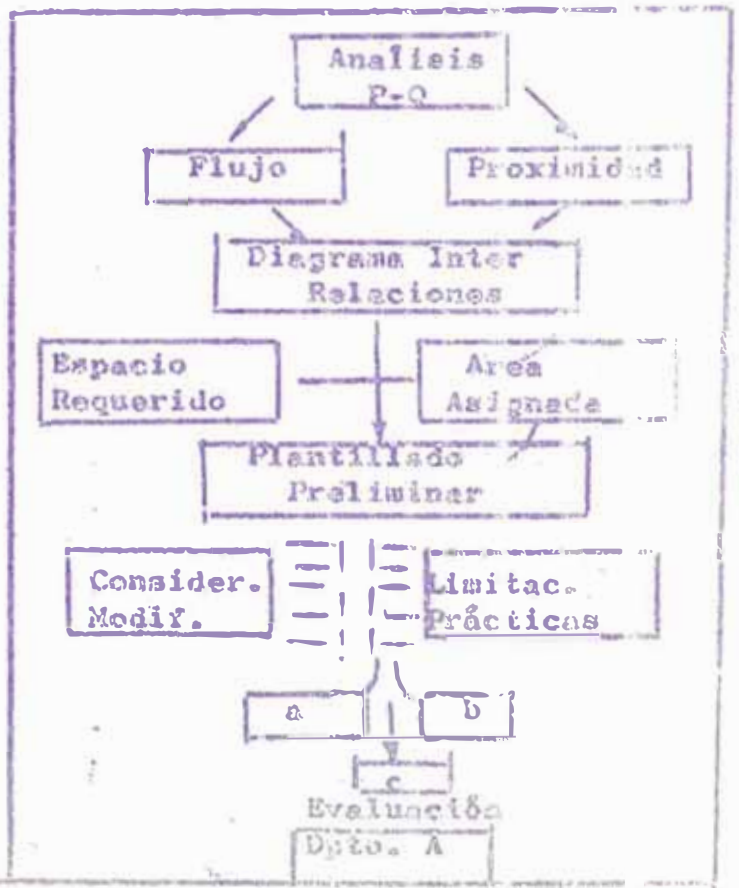 Analisis
P-Q
Flujo
Proximidad
Diagrama Inter
Relaciones
Espacio
Requerido
Area
Asignada
Plantillado
Preliminar
Consider.
Modif.
Limitac.
Prácticas
a
b
c
Evaluación
Dpto. A